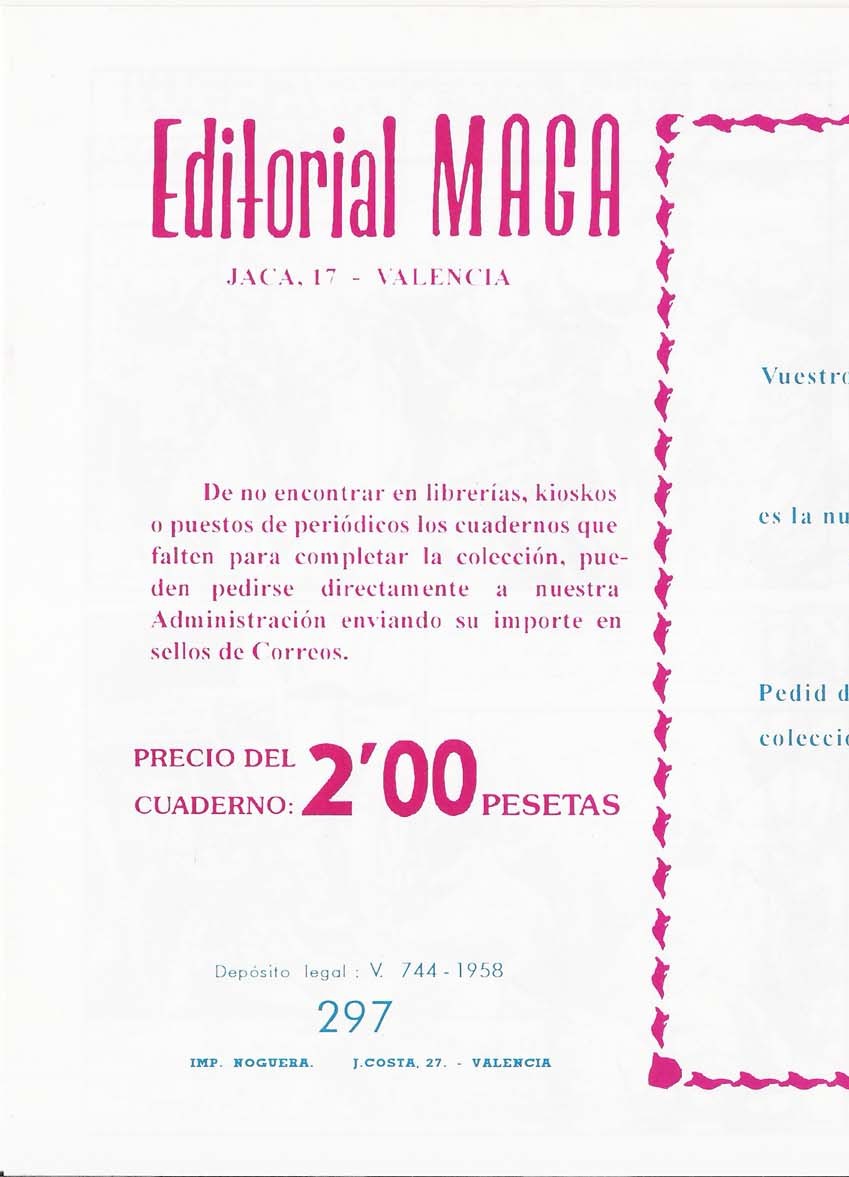 Editorial MAGA
JACA, 17 - VALENCIA
De no encontrar en librerías, kioskos
o puestos de periódicos los cuadernos que
falten para completar la colección, pue-
den pedirse directamente a nuestra
Administración enviando su importe en
sellos de Correos.
PRECIO DEL
CUADERNO: 2'00 PESETAS
Depósito legal : V. 744 - 1958
297
IMP. NOGUERA. J.COSTA, 27. - VALENCIA
Vuestro
es la nu
Pedid d
colecció